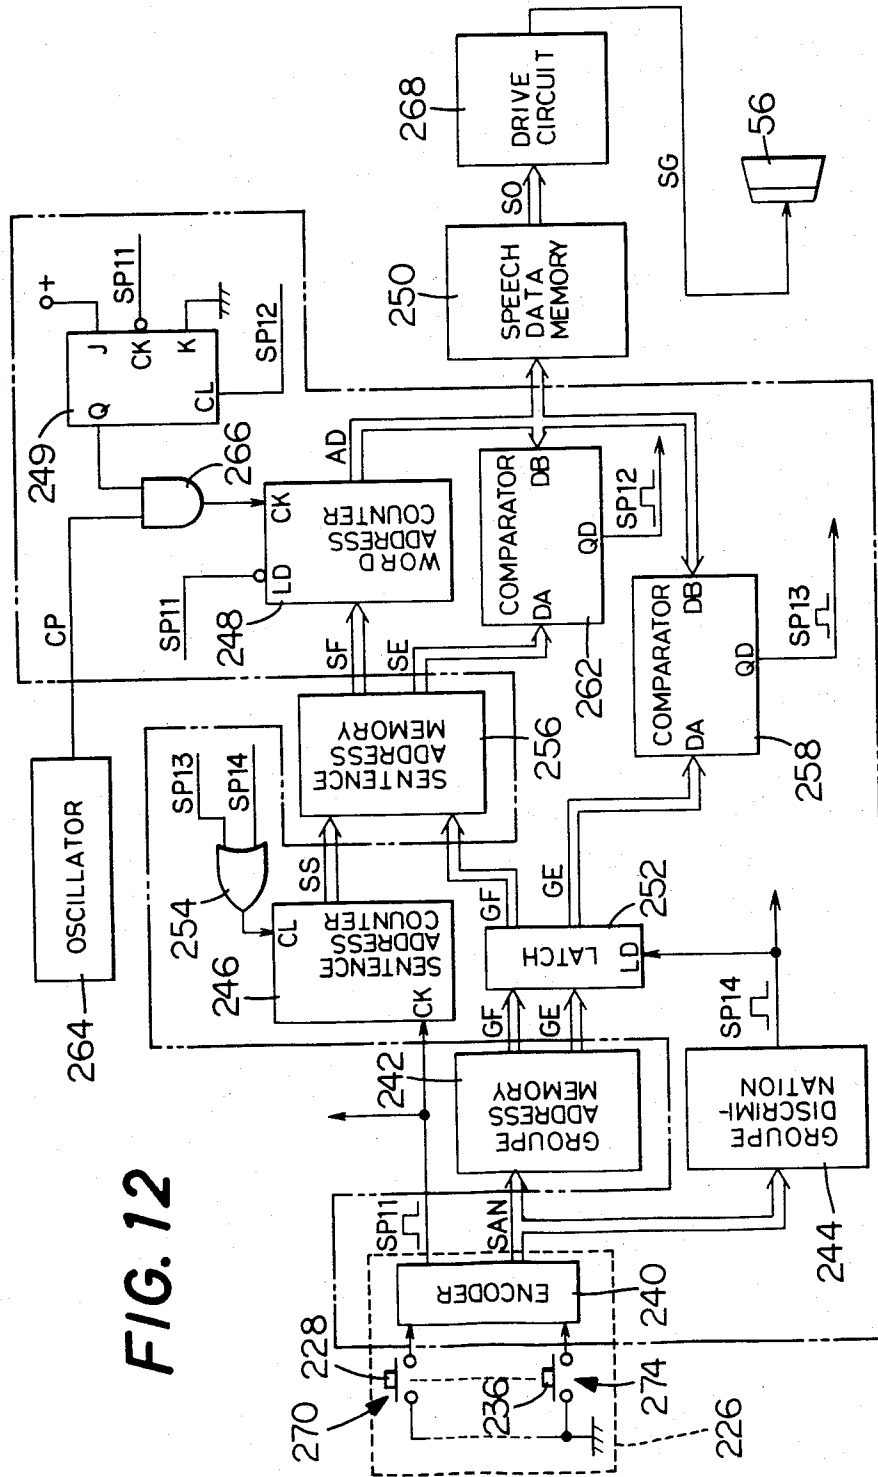 FIG. 12
264
OSCILLATOR
CP
249
Q
J
CK
K
CL
+
SP11
SP12
266
SP11
LD
CK
WORD
ADDRESS
COUNTER
248
AD
SF
SE
SENTENCE
ADDRESS
MEMORY
256
SP13
SP14
254
SS
CL
SENTENCE
ADDRESS
COUNTER
CK
246
COMPARATOR
DA
DB
QD
262
SP12
COMPARATOR
DA
DB
QD
258
SP13
250
SPEECH
DATA
MEMORY
SO
268
DRIVE
CIRCUIT
SG
56
GF
GE
LATCH
LD
252
GF
GE
242
GROUPE
ADDRESS
MEMORY
SP14
GROUPE
DISCRIMI-
NATION
244
SP11
SAN
ENCODER
240
228
270
236
274
226